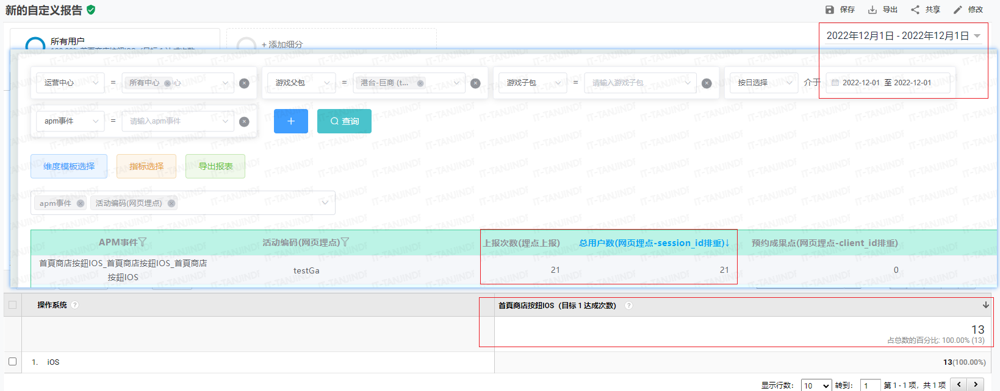 新的自定义报告
保存 导出 共享 修改
所有用户
+ 添加细分
2022年12月1日 - 2022年12月1日
运营中心 = 所有中心 心
游戏父包 = 港台-巨商 (t...
游戏子包 = 请输入游戏子包
按日选择 介于 2022-12-01 至 2022-12-01
apm事件 = 请输入apm事件
+ 查询
维度模板选择 指标选择 导出报表
apm事件 活动编码(网页埋点)
APM事件 活动编码(网页埋点) 上报次数(埋点上报) 总用户数(网页埋点-session_id排重)↓ 预约成果点(网页埋点-client_id排重)
首頁商店按鈕IOS_首頁商店按鈕IOS_首頁商店
按鈕IOS
testGa 21 21 0
操作系统 ? 首頁商店按鈕IOS（目标 1 达成次数） ?
13
占总数的百分比: 100.00% (13)
1. iOS 13(100.00%)
显示行数: 10 转到: 1 第 1 - 1 项，共 1 项
IT-TANJINDI